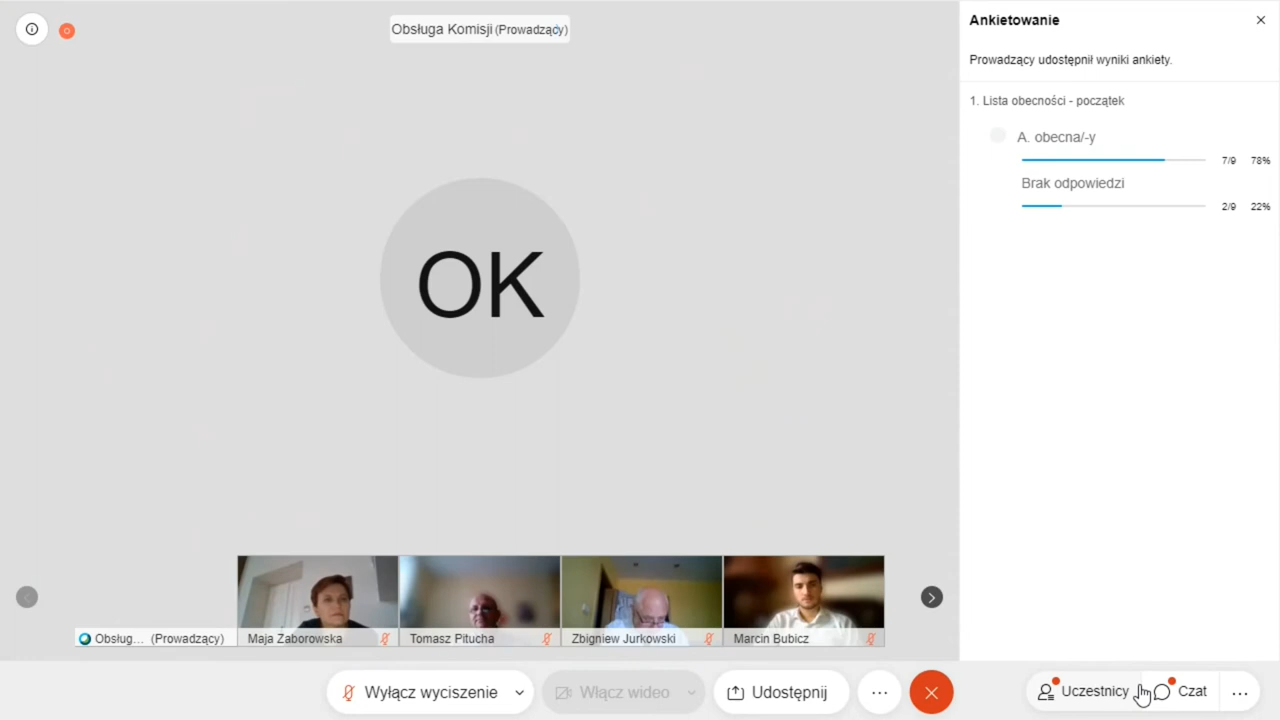 Obsługa Komisji (Prowadzący)
OK
Obsług... (Prowadzący)
Maja Zaborowska
Tomasz Pitucha
Zbigniew Jurkowski
Marcin Bubicz
Wyłącz wyciszenie
Włącz wideo
Udostępnij
Ankietowanie
Prowadzący udostępnił wyniki ankiety.
1. Lista obecności - początek
A. obecna/-y
7/9 78%
Brak odpowiedzi
2/9 22%
Uczestnicy
Czat